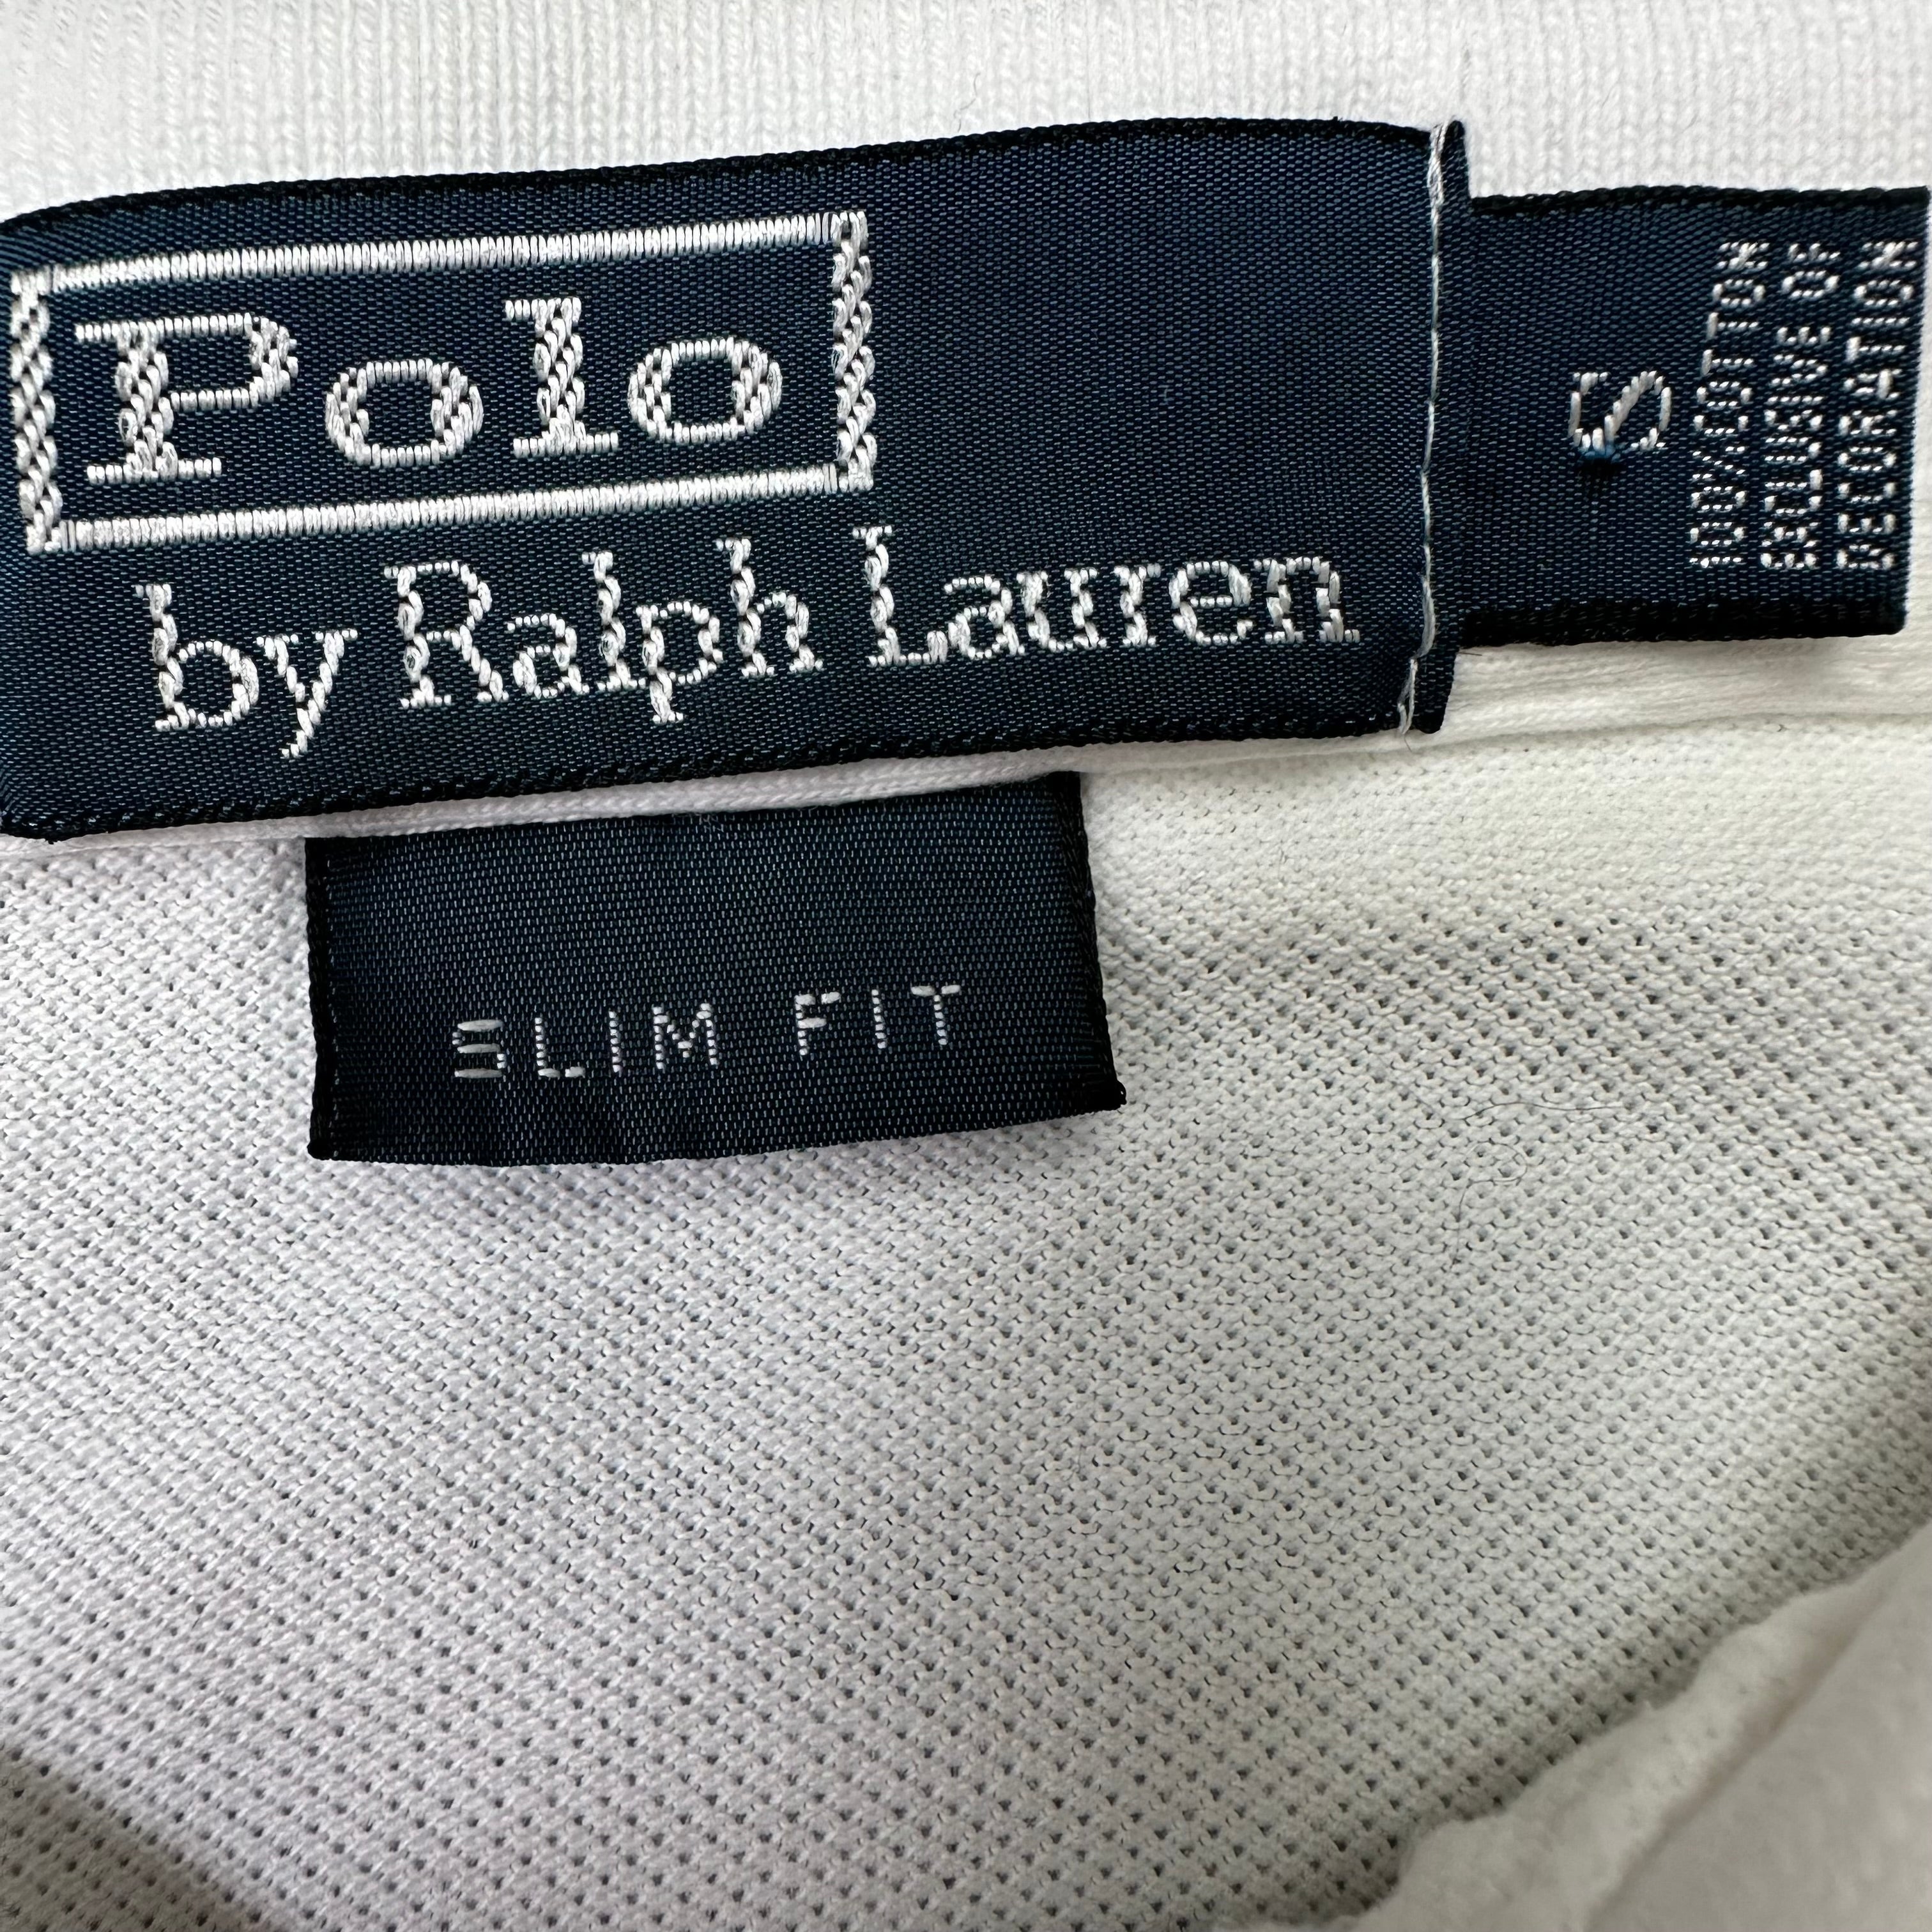 Polo
by Ralph Lauren
S
100%COTTON
EXCLUSIVE OF
DECORATION
SLIM FIT